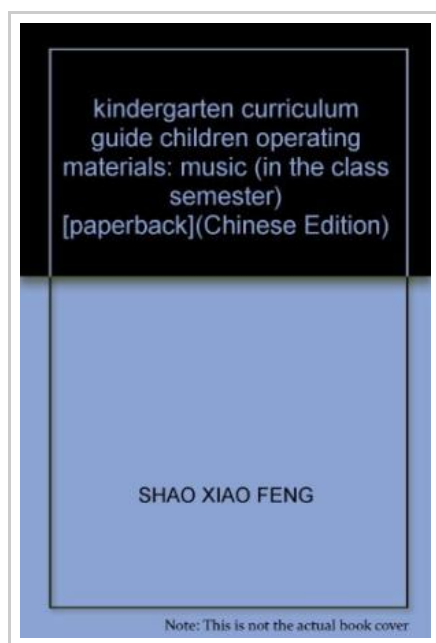 kindergarten curriculum
guide children operating
materials: music (in the class
semester)
[paperback](Chinese Edition)
SHAO XIAO FENG
Note: This is not the actual book cover